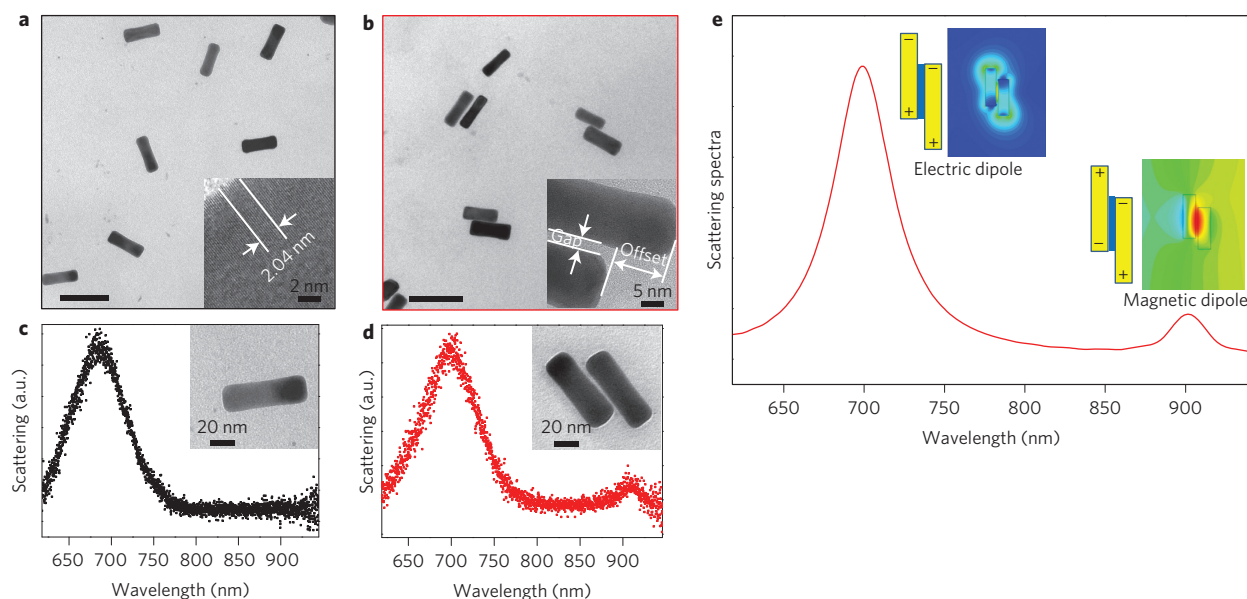 a
2.04 nm
2 nm
b
Gap
Offset
5 nm
c
20 nm
Scattering (a.u.)
650 700 750 800 850 900
Wavelength (nm)
d
20 nm
Scattering (a.u.)
650 700 750 800 850 900
Wavelength (nm)
e
−
−
+
+
Electric dipole
+
−
−
+
Magnetic dipole
Scattering spectra
650 700 750 800 850 900
Wavelength (nm)